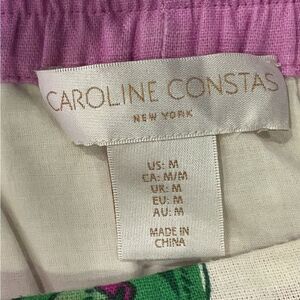 CAROLINE CONSTAS
NEW YORK
US: M
CA: M/M
UK: M
EU: M
AU: M
MADE IN
CHINA